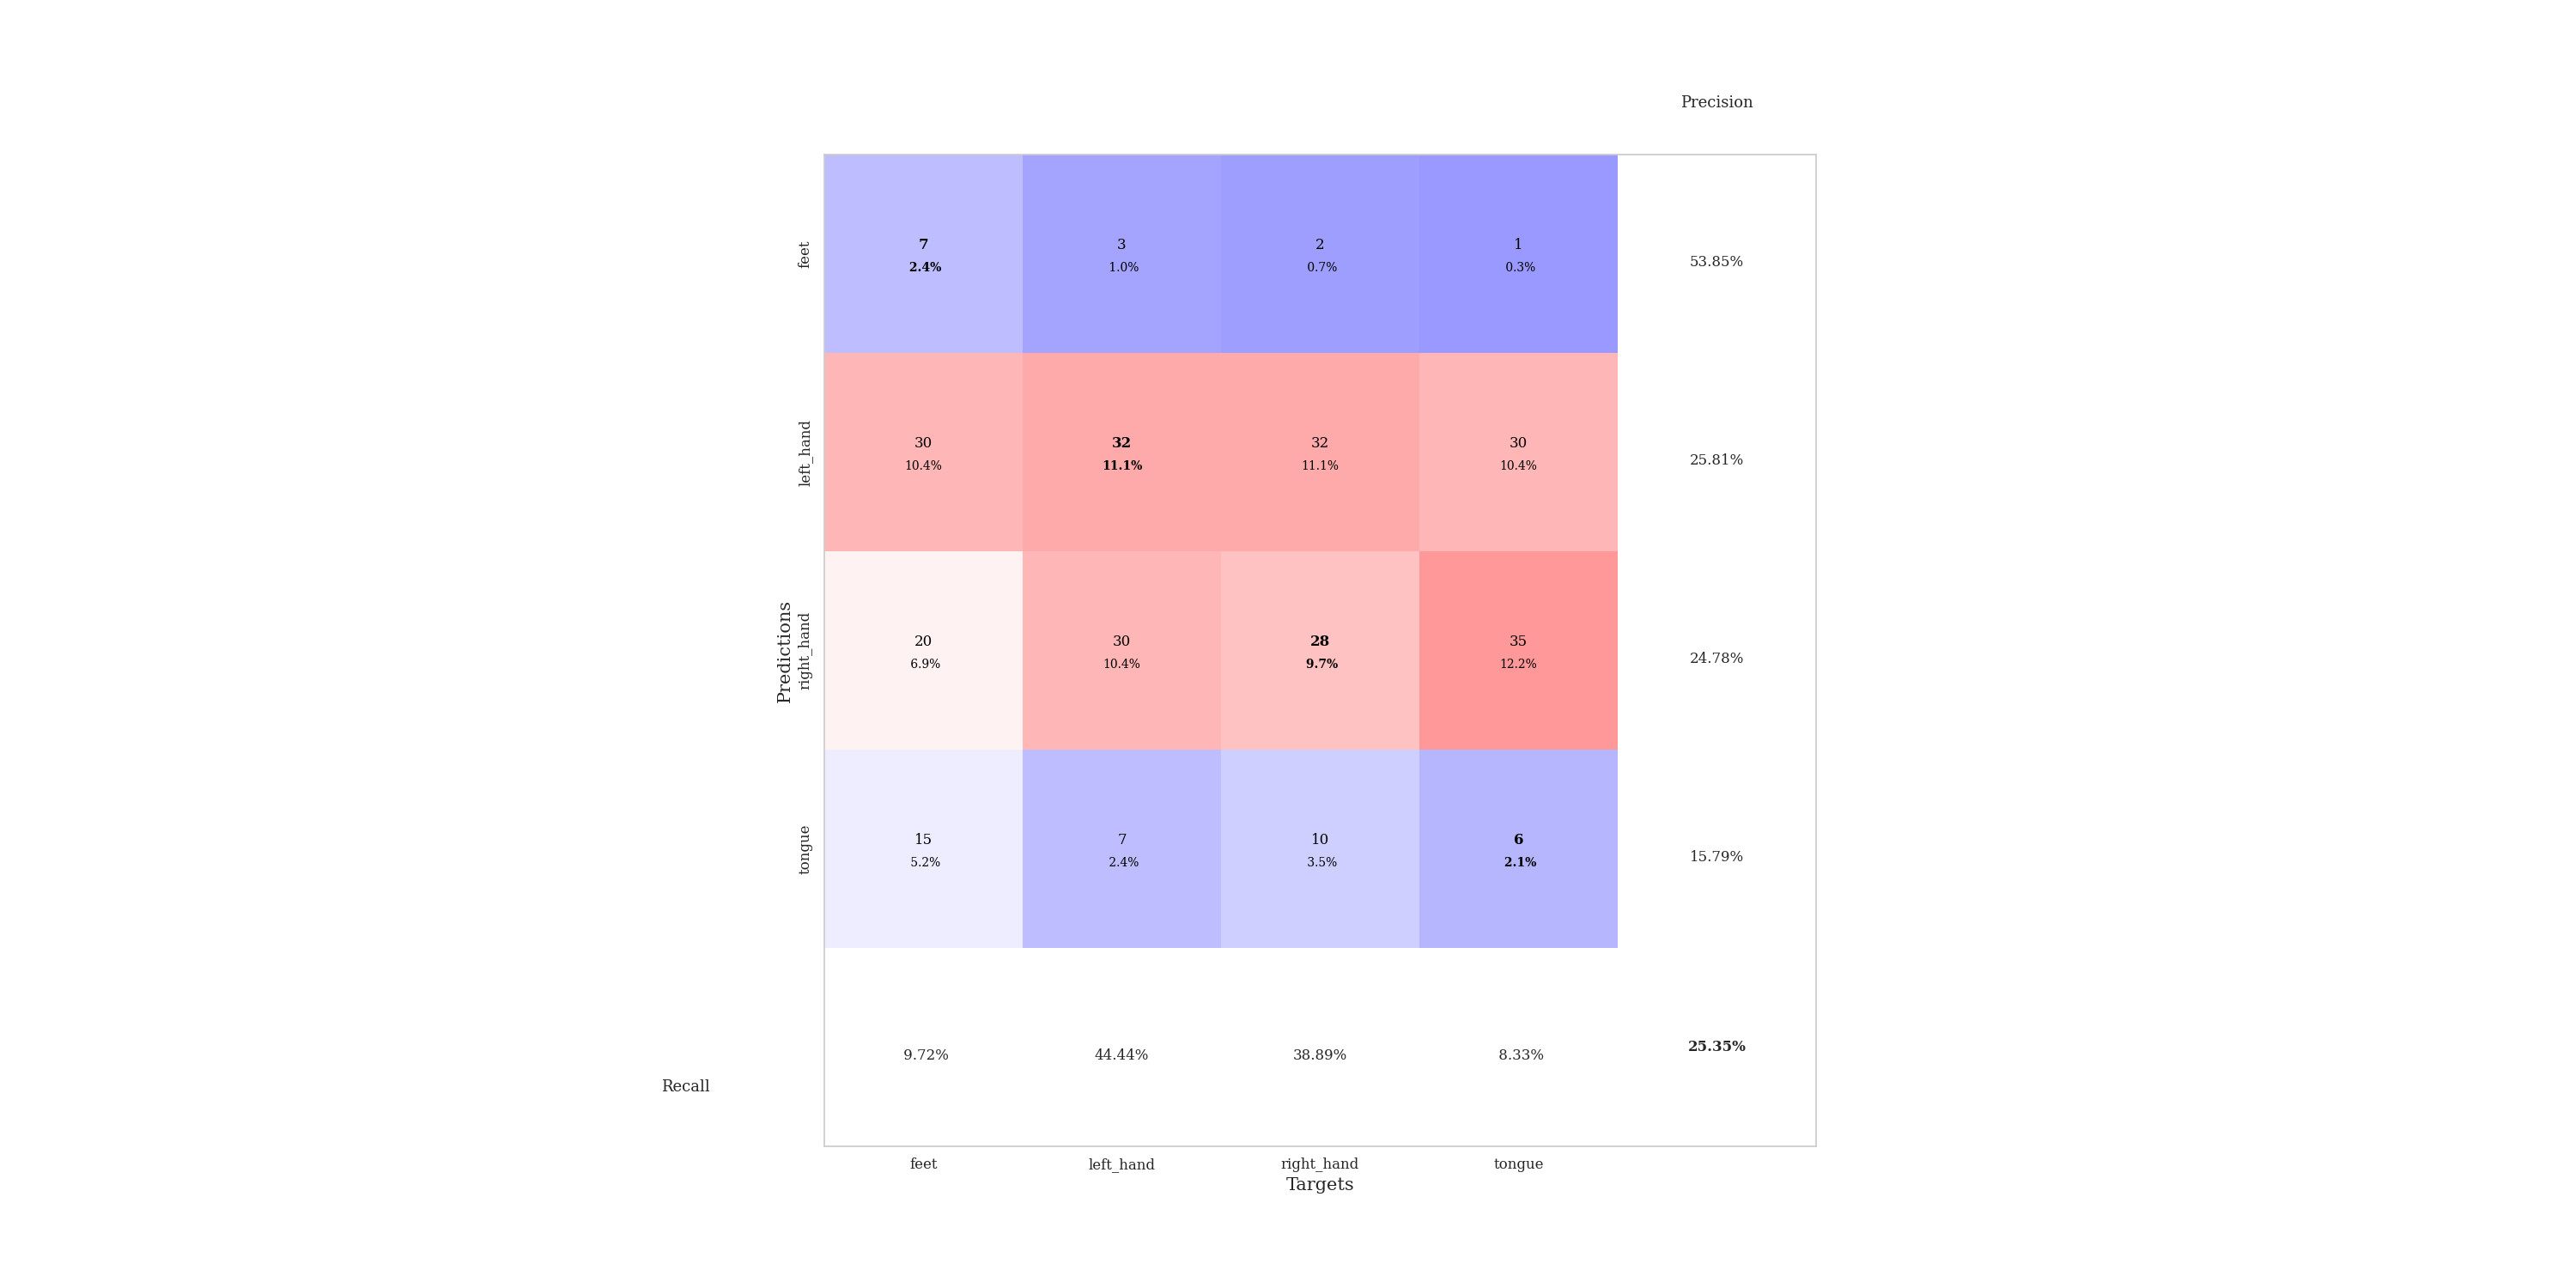 Precision
feet
7 3 2 1
2.4% 1.0% 0.7% 0.3%
53.85%
left_hand
30 32 32 30
10.4% 11.1% 11.1% 10.4%
25.81%
Predictions
right_hand
20 30 28 35
6.9% 10.4% 9.7% 12.2%
24.78%
tongue
15 7 10 6
5.2% 2.4% 3.5% 2.1%
15.79%
9.72% 44.44% 38.89% 8.33% 25.35%
Recall
feet left_hand right_hand tongue
Targets